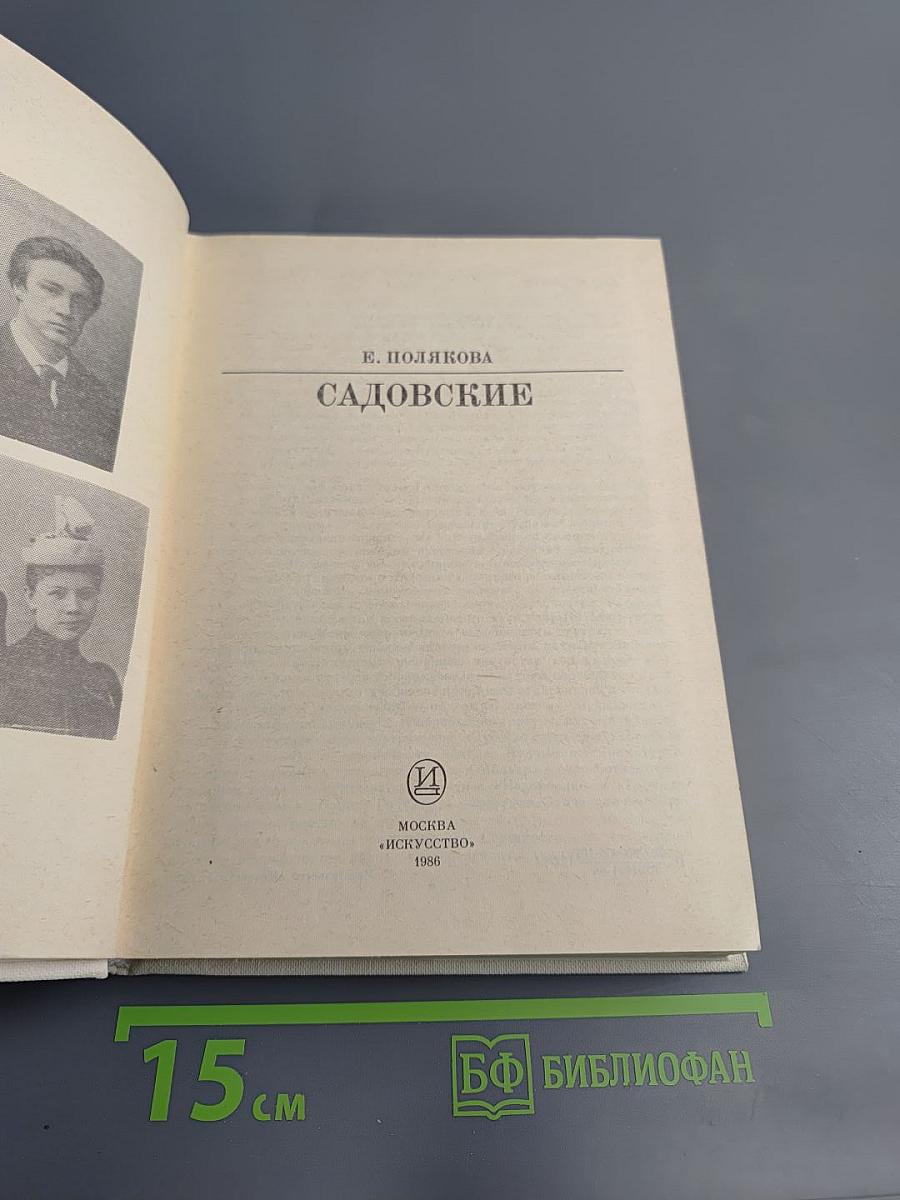 Е. ПОЛЯКОВА
САДОВСКИЕ
И
МОСКВА
«ИСКУССТВО»
1986
15 см
БФ БИБЛИОФАН